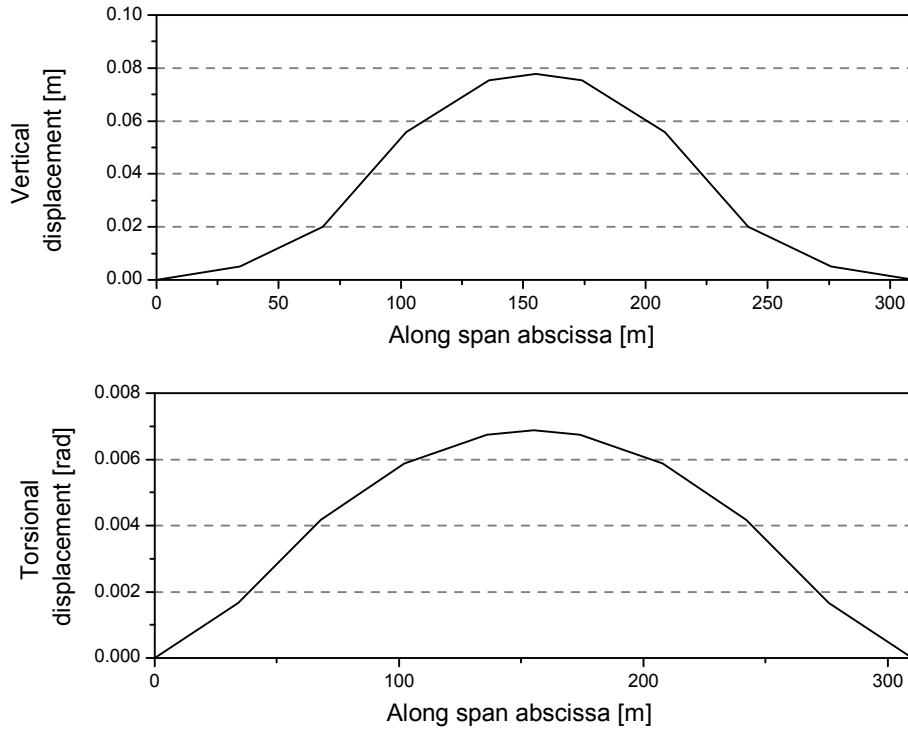 Vertical
displacement [m]
0.10
0.08
0.06
0.04
0.02
0.00
0 50 100 150 200 250 300
Along span abscissa [m]
Torsional
displacement [rad]
0.008
0.006
0.004
0.002
0.000
0 100 200 300
Along span abscissa [m]